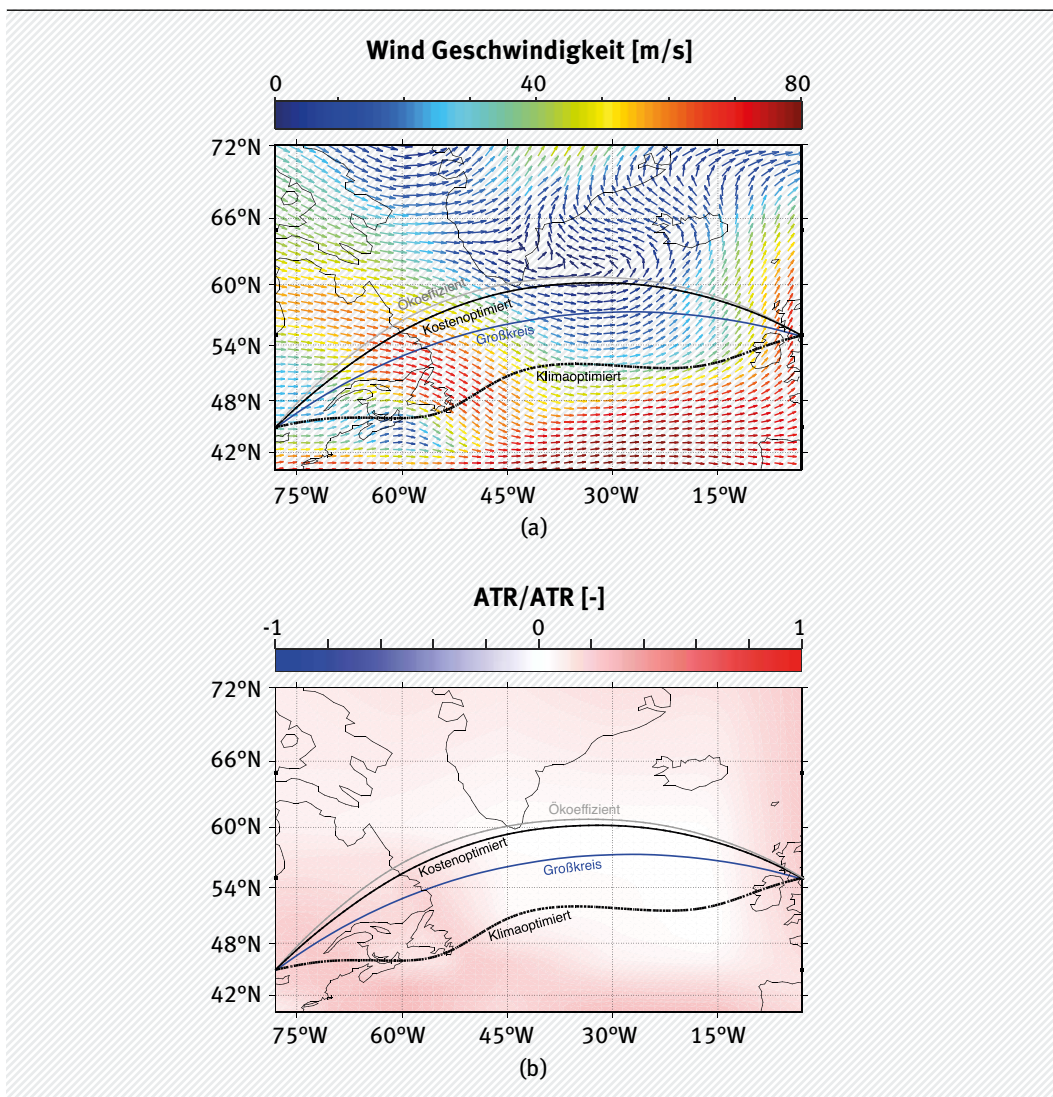 Wind Geschwindigkeit [m/s]
0 40 80
72°N
66°N
60°N
54°N
48°N
42°N
Ökoeffizient
Kostenoptimiert
Großkreis
Klimaoptimiert
75°W 60°W 45°W 30°W 15°W
(a)
ATR/ATR [-]
-1 0 1
72°N
66°N
60°N
54°N
48°N
42°N
Ökoeffizient
Kostenoptimiert
Großkreis
Klimaoptimiert
75°W 60°W 45°W 30°W 15°W
(b)